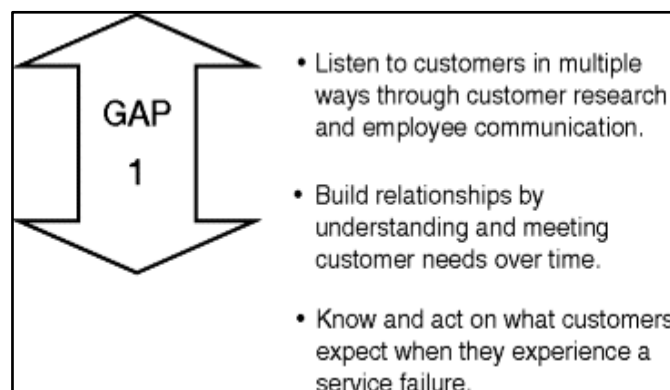 GAP
1
• Listen to customers in multiple
ways through customer research
and employee communication.
• Build relationships by
understanding and meeting
customer needs over time.
• Know and act on what customers
expect when they experience a
service failure.